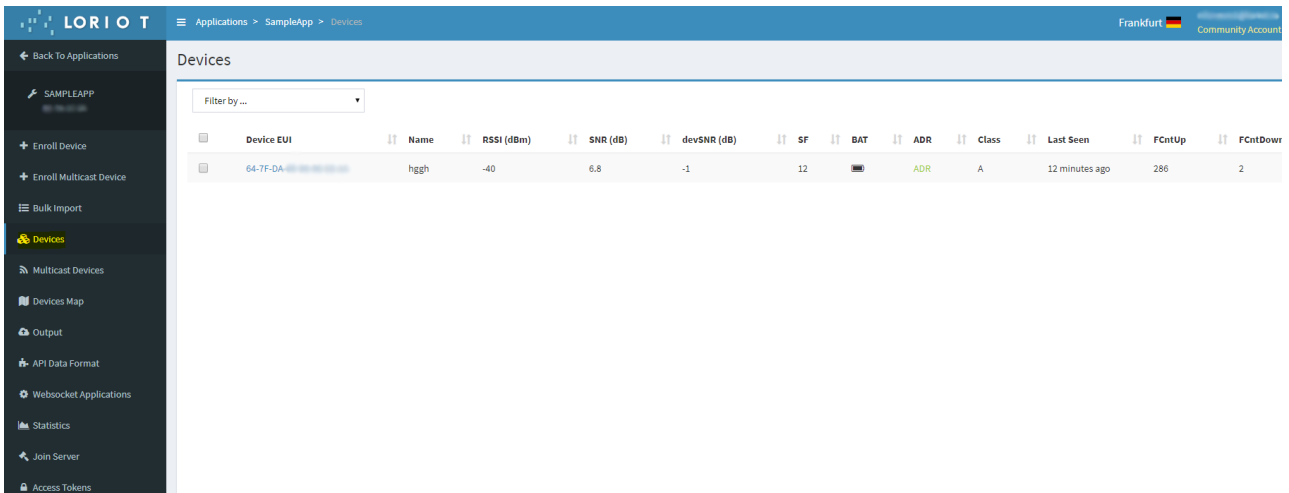 LORIOT
Applications > SampleApp > Devices
Frankfurt
Community Account
Back To Applications
SAMPLEAPP
Enroll Device
Enroll Multicast Device
Bulk Import
Devices
Multicast Devices
Devices Map
Output
API Data Format
Websocket Applications
Statistics
Join Server
Access Tokens
Devices
Filter by ...
Device EUI Name RSSI (dBm) SNR (dB) devSNR (dB) SF BAT ADR Class Last Seen FCntUp FCntDown
64-7F-DA- hggh -40 6.8 -1 12 ADR A 12 minutes ago 286 2